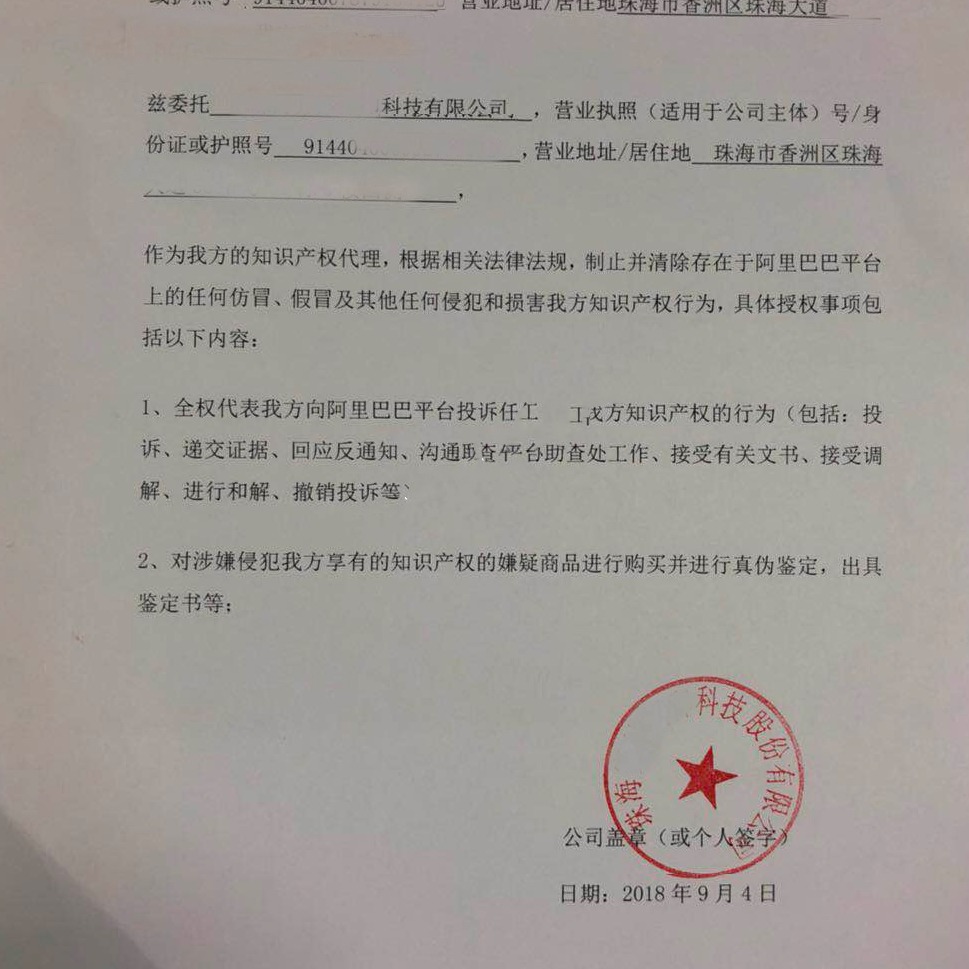 或护照号 营业地址/居住地珠海市香洲区珠海大道
兹委托 科技有限公司，营业执照（适用于公司主体）号/身
份证或护照号 91440 ，营业地址/居住地 珠海市香洲区珠海
，
作为我方的知识产权代理，根据相关法律法规，制止并清除存在于阿里巴巴平台
上的任何仿冒、假冒及其他任何侵犯和损害我方知识产权行为，具体授权事项包
括以下内容：
1、全权代表我方向阿里巴巴平台投诉任 方知识产权的行为（包括：投
诉、递交证据、回应反通知、沟通 平台助查处工作、接受有关文书、接受调
解、进行和解、撤销投诉等
2、对涉嫌侵犯我方享有的知识产权的嫌疑商品进行购买并进行真伪鉴定，出具
鉴定书等；
珠海 科技股份有限公司
公司盖章（或个人签字）
日期：2018年9月4日